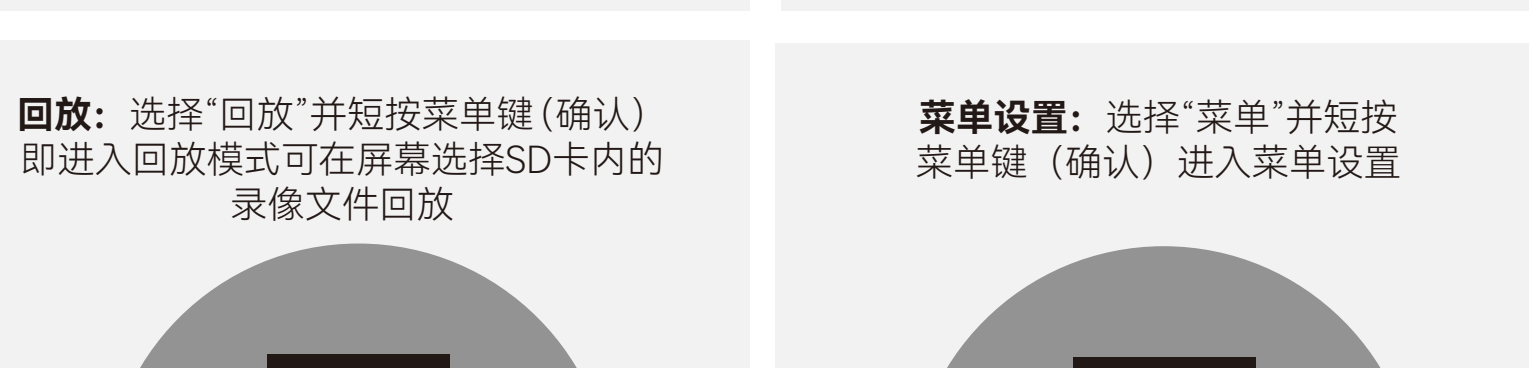 回放：选择“回放”并短按菜单键（确认）
即进入回放模式可在屏幕选择SD卡内的
录像文件回放
菜单设置：选择“菜单”并短按
菜单键（确认）进入菜单设置